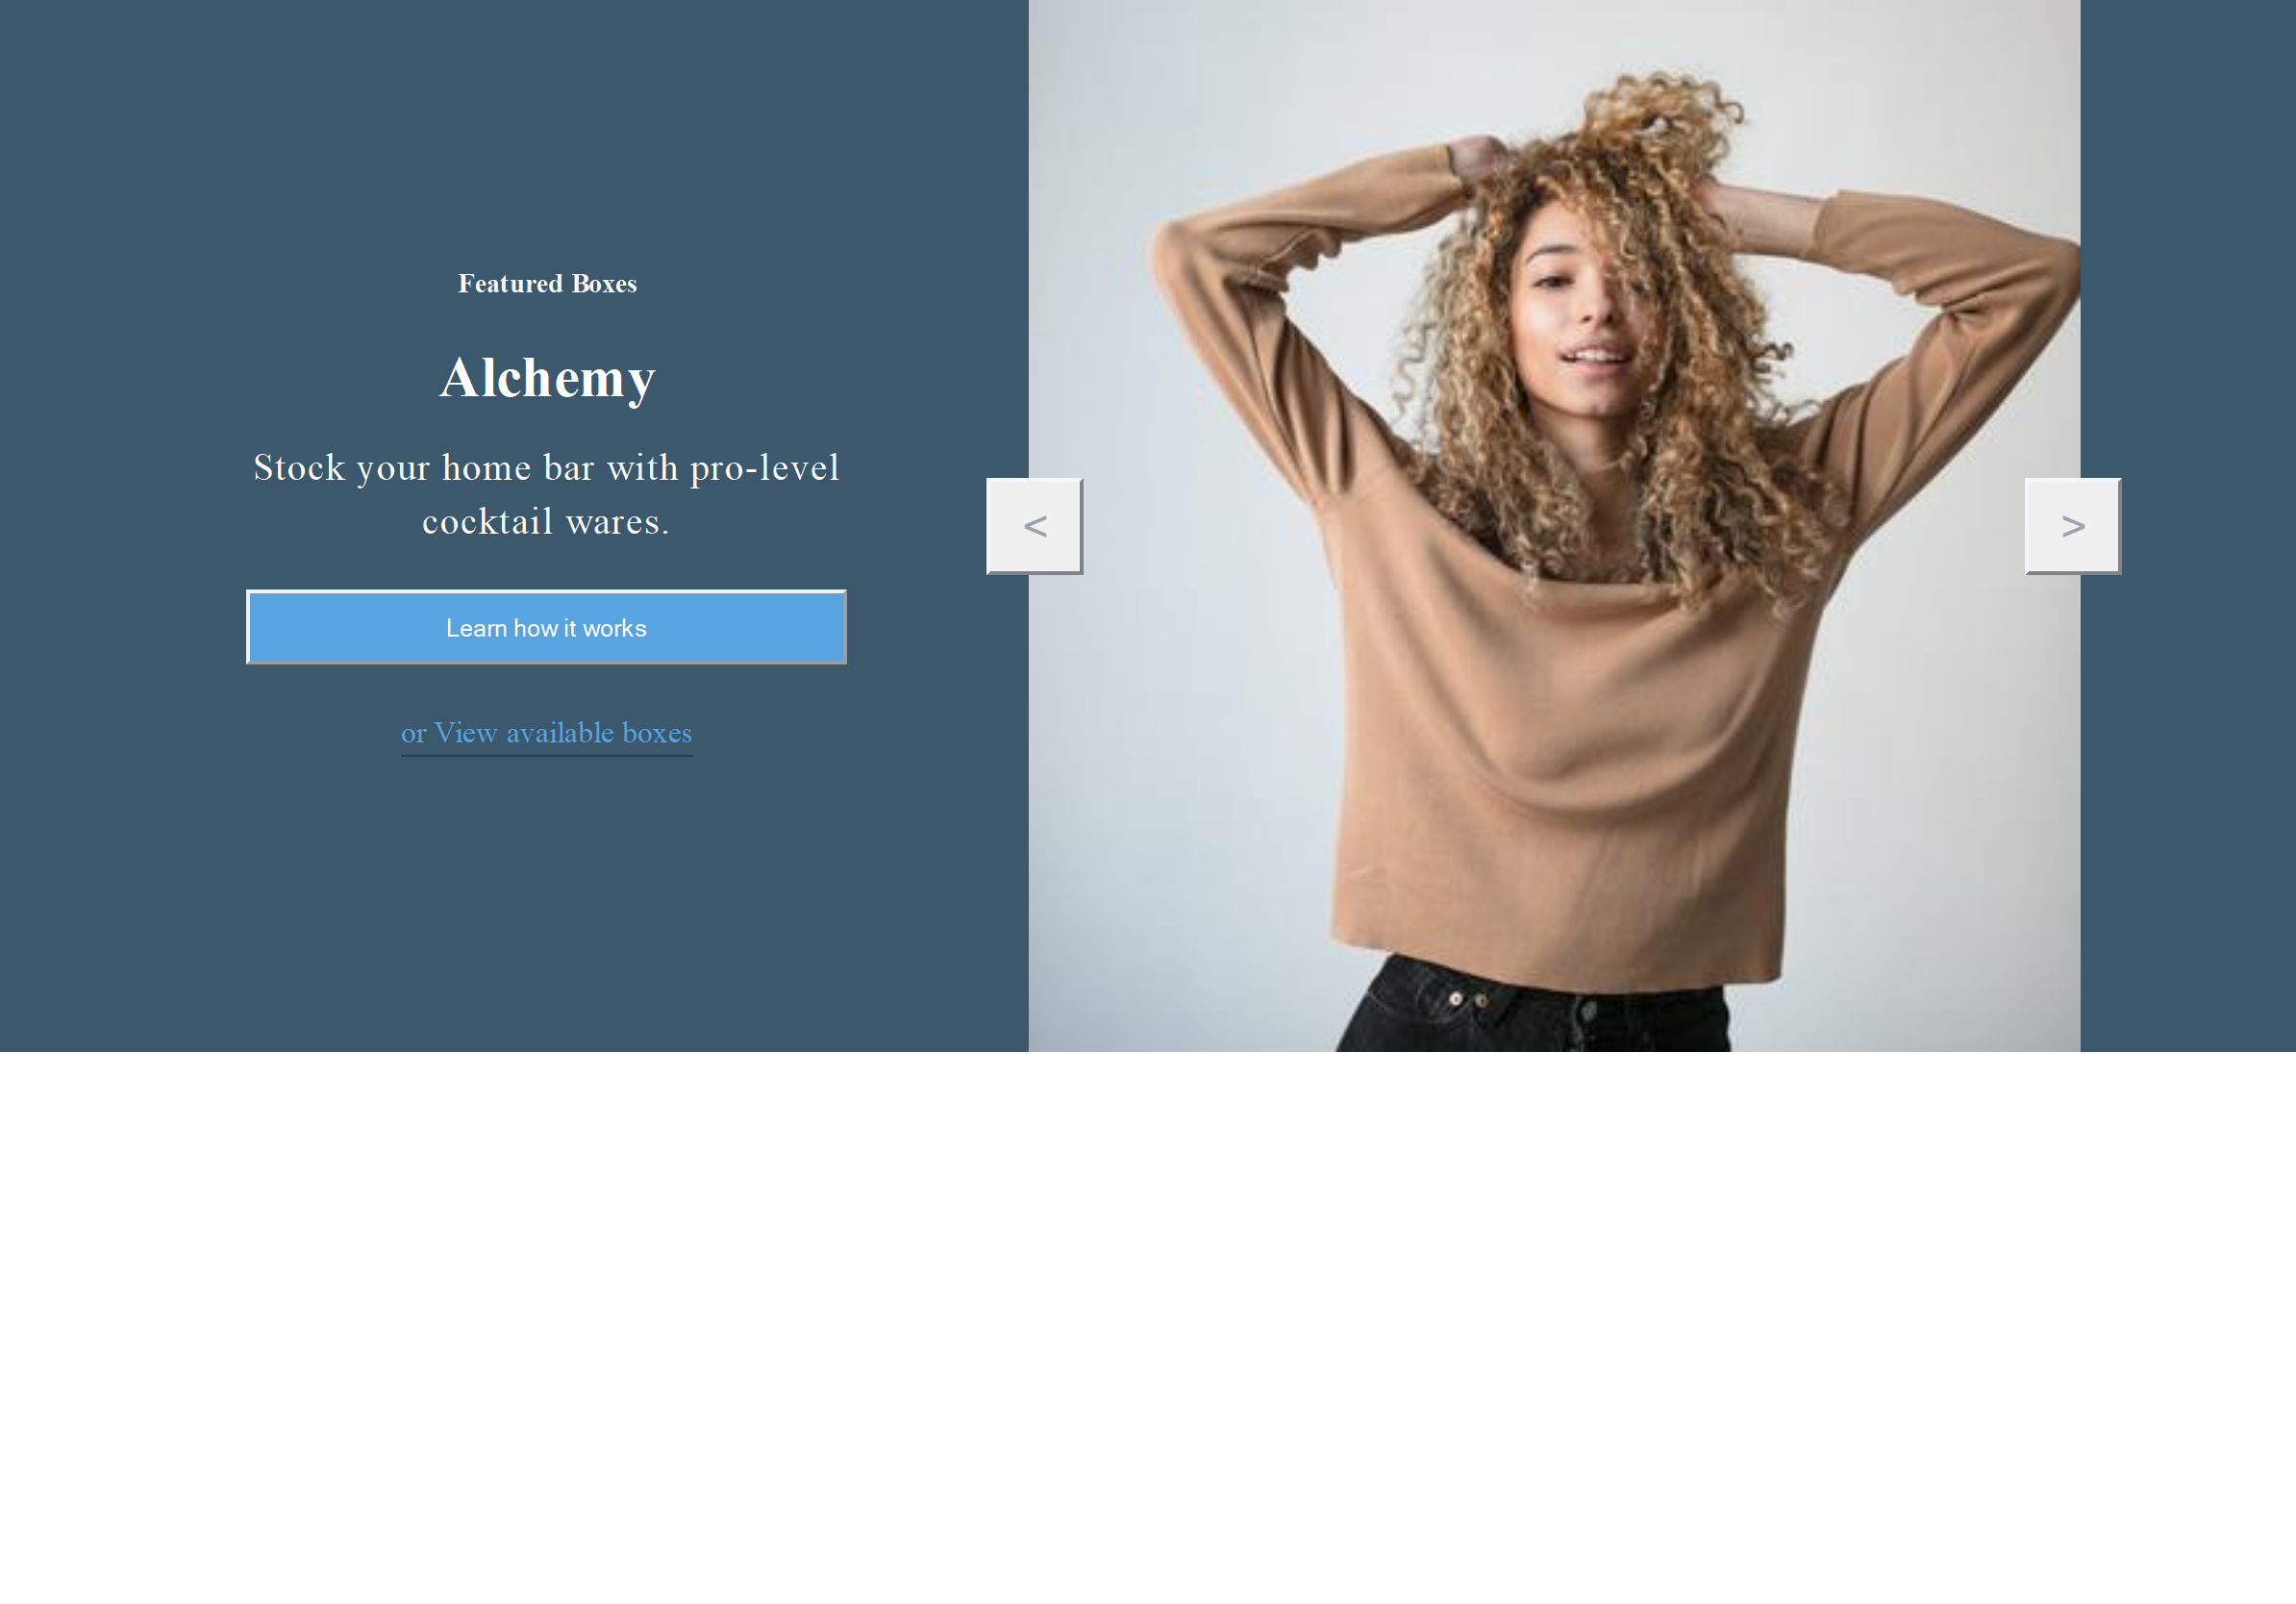 Featured Boxes
Alchemy
Stock your home bar with pro-level
cocktail wares.
Learn how it works
or View available boxes
<
>